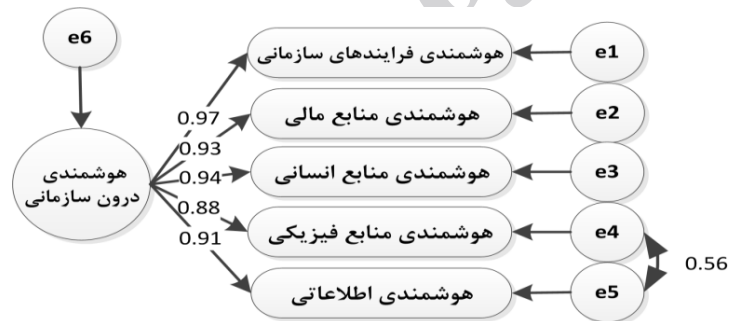 e6
هوشمندی فرایندهای سازمانی
e1
0.97
هوشمندی منابع مالی
e2
0.93
هوشمندی
درون سازمانی
هوشمندی منابع انسانی
e3
0.94
هوشمندی منابع فیزیکی
e4
0.88
0.91
0.56
هوشمندی اطلاعاتی
e5